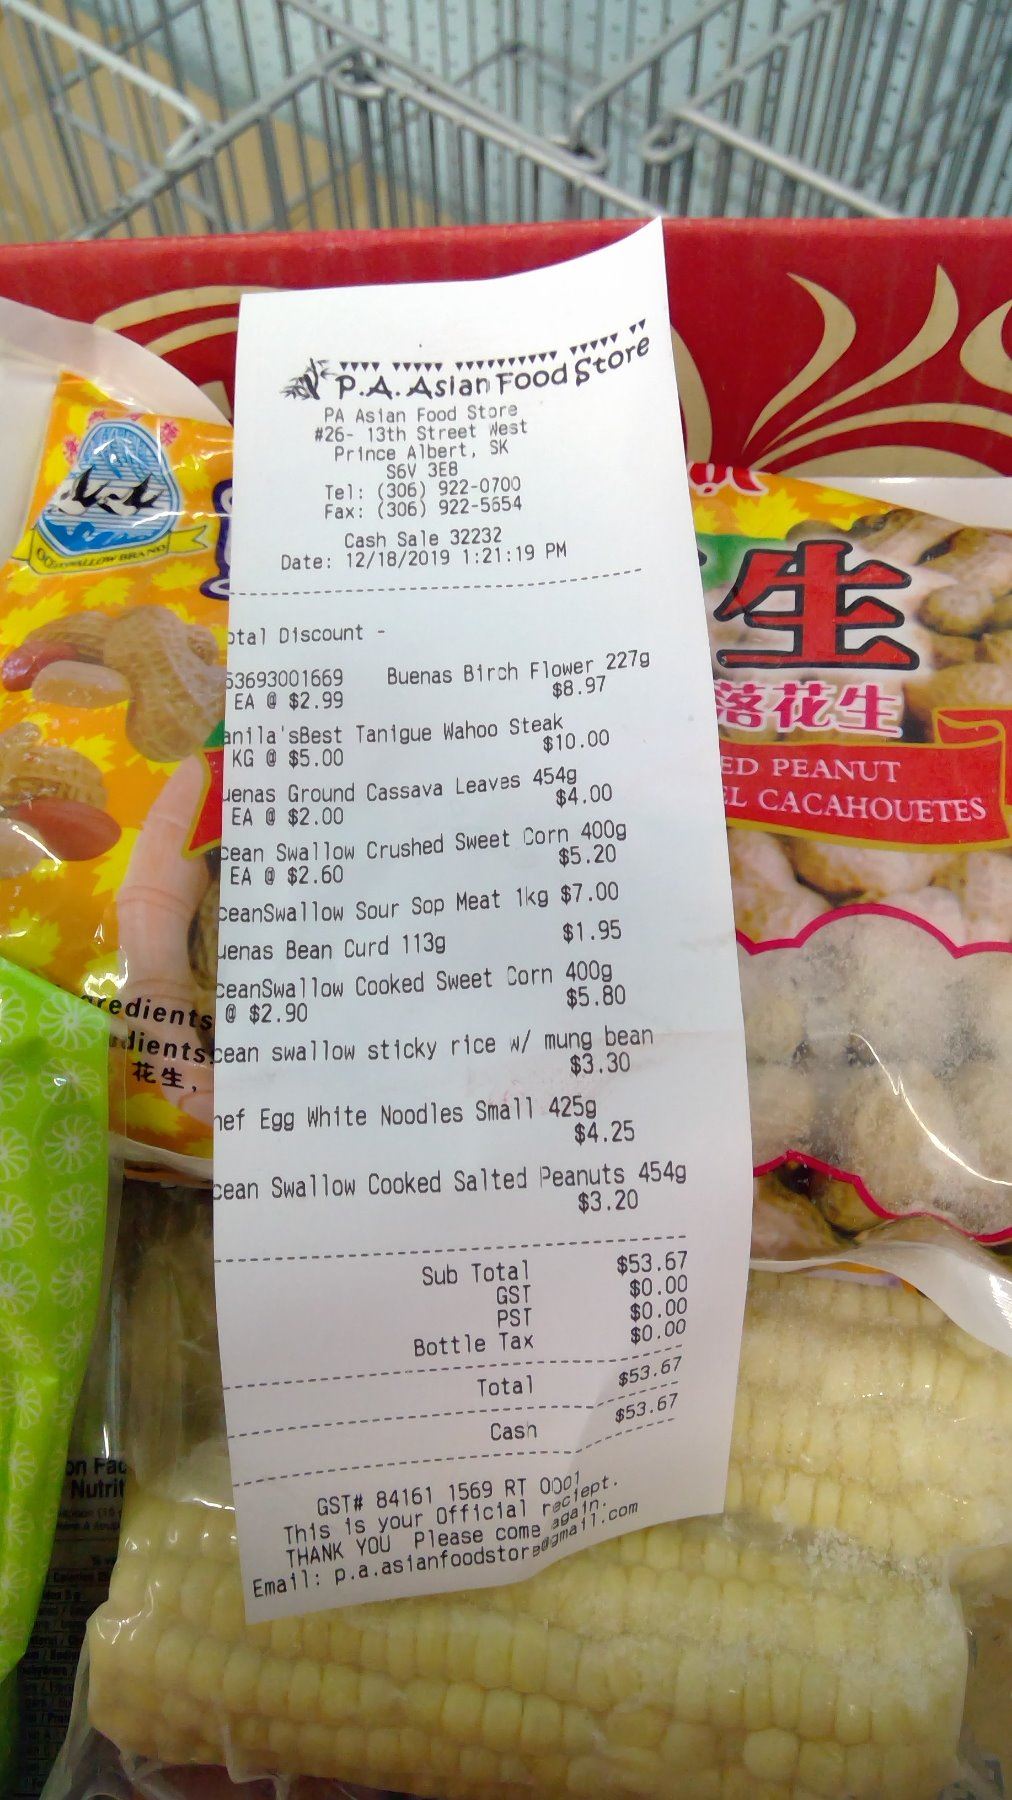 P.A. Asian Food Store
PA Asian Food Store
#26- 13th Street West
Prince Albert, SK
S6V 3E8
Tel: (306) 922-0700
Fax: (306) 922-5654
Cash Sale 32232
Date: 12/18/2019 1:21:19 PM
otal Discount -
53693001669 Buenas Birch Flower 227g
EA @ $2.99 $8.97
anila'sBest Tanigue Wahoo Steak
KG @ $5.00 $10.00
uenas Ground Cassava Leaves 454g
EA @ $2.00 $4.00
cean Swallow Crushed Sweet Corn 400g
EA @ $2.60 $5.20
ceanSwallow Sour Sop Meat 1kg $7.00
uenas Bean Curd 113g $1.95
ceanSwallow Cooked Sweet Corn 400g
@ $2.90 $5.80
cean swallow sticky rice w/ mung bean
$3.30
hef Egg White Noodles Small 425g
$4.25
cean Swallow Cooked Salted Peanuts 454g
$3.20
Sub Total $53.67
GST $0.00
PST $0.00
Bottle Tax $0.00
Total $53.67
Cash $53.67
GST# 84161 1569 RT 0001
This is your Official reciept.
THANK YOU Please come again.
Email: p.a.asianfoodstore@gmail.com
生
落花生
ED PEANUT
EL CACAHOUETES
redients
dients:
花生,
on Fac
Nutrit